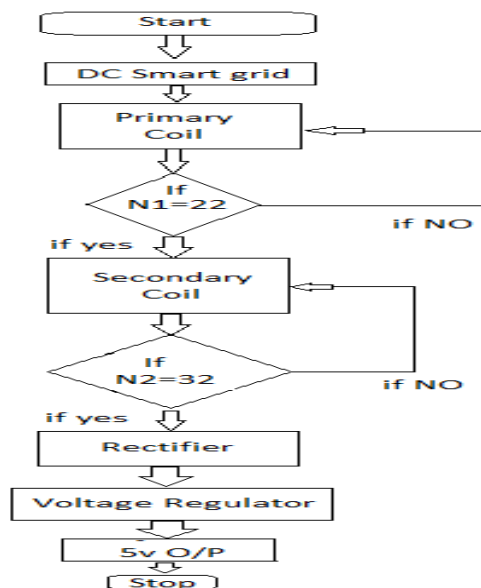 Start
DC Smart grid
Primary
Coil
If
N1=22
if NO
if yes
Secondary
Coil
If
N2=32
if NO
if yes
Rectifier
Voltage Regulator
5v O/P
Stop